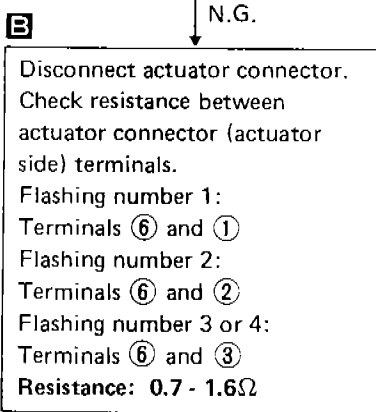 N.G.
B
Disconnect actuator connector.
Check resistance between
actuator connector (actuator
side) terminals.
Flashing number 1:
Terminals ⑥ and ①
Flashing number 2:
Terminals ⑥ and ②
Flashing number 3 or 4:
Terminals ⑥ and ③
Resistance: 0.7 - 1.6Ω